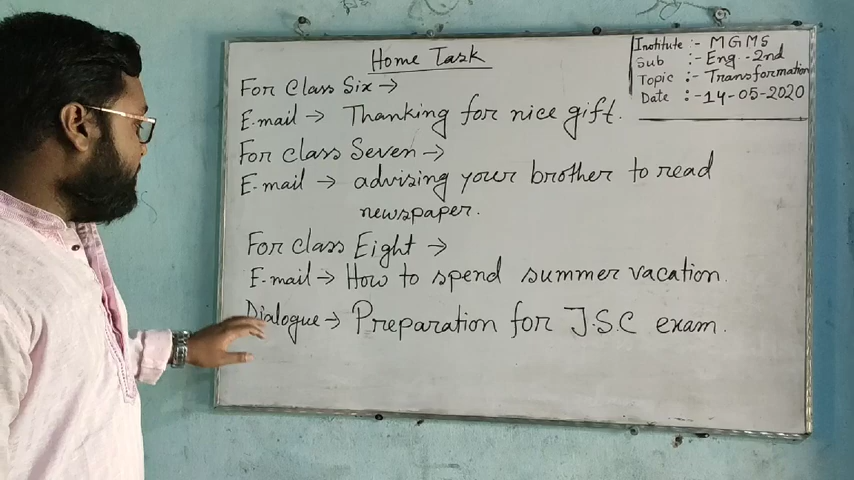 Home Task
Institute :- MGMS
Sub :- Eng - 2nd
Topic :- Transformation
Date :- 14-05-2020
For Class Six →
E-mail → Thanking for nice gift.
For class Seven →
E-mail → advising your brother to read
newspaper.
For class Eight →
E-mail → How to spend summer vacation
Dialogue → Preparation for J.S.C exam.